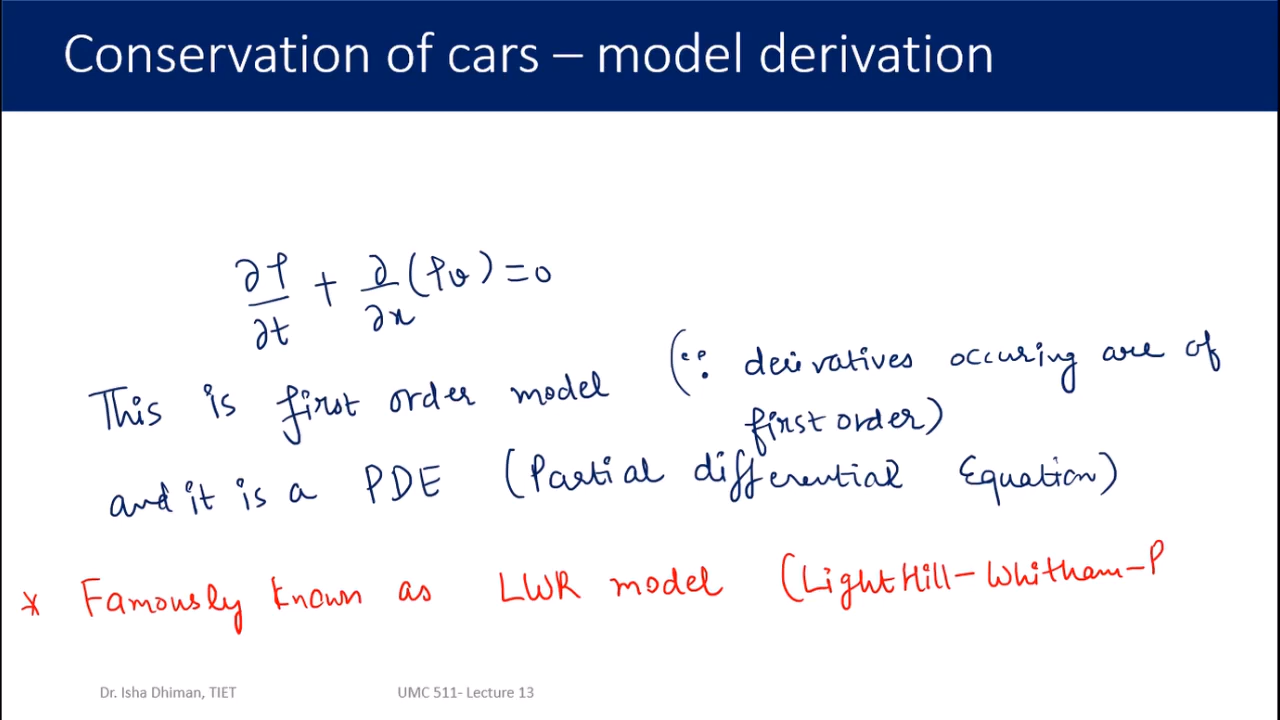 Conservation of cars – model derivation
∂ρ/∂t + ∂/∂x (ρv) = 0
This is first order model (∵ derivatives occuring are of
first order)
and it is a PDE (Partial differential Equation)
* Famously known as LWR model (LightHill-Whitham-P
Dr. Isha Dhiman, TIET UMC 511- Lecture 13